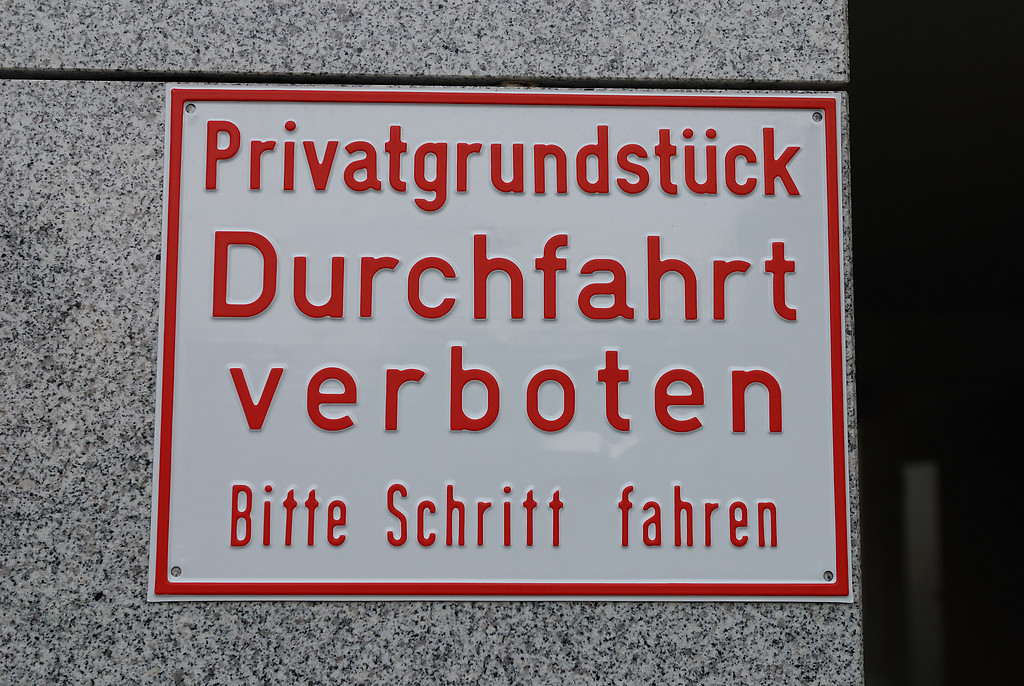 Privatgrundstück
Durchfahrt
verboten
Bitte Schritt fahren